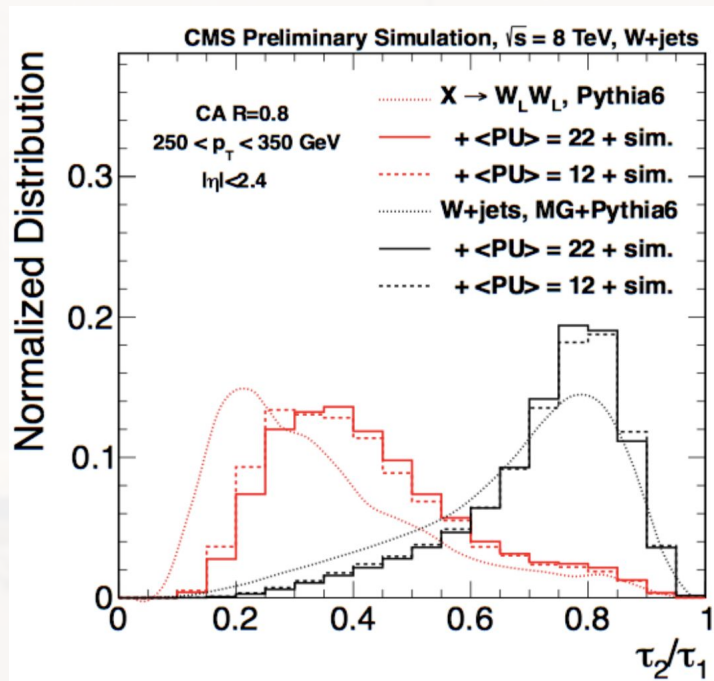 CMS Preliminary Simulation, √s = 8 TeV, W+jets
CA R=0.8
250 < p_T < 350 GeV
|η|<2.4
X → W_L W_L, Pythia6
+ <PU> = 22 + sim.
+ <PU> = 12 + sim.
W+jets, MG+Pythia6
+ <PU> = 22 + sim.
+ <PU> = 12 + sim.
Normalized Distribution
0.3
0.2
0.1
0
0 0.2 0.4 0.6 0.8 1
τ₂/τ₁